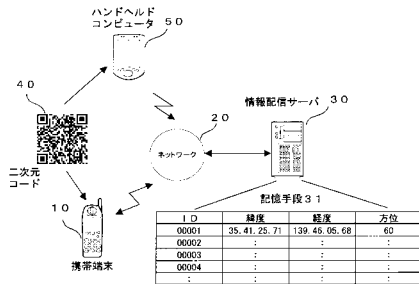 ハンドヘルド
コンピュータ
50
40
情報配信サーバ
30
20
ネットワーク
二次元
コード
10
携帯端末
記憶手段31
ID 緯度 経度 方位
00001 35.41.25.71 139.46.05.68 60
00002 : : :
00003 : : :
00004 : : :
: : : :